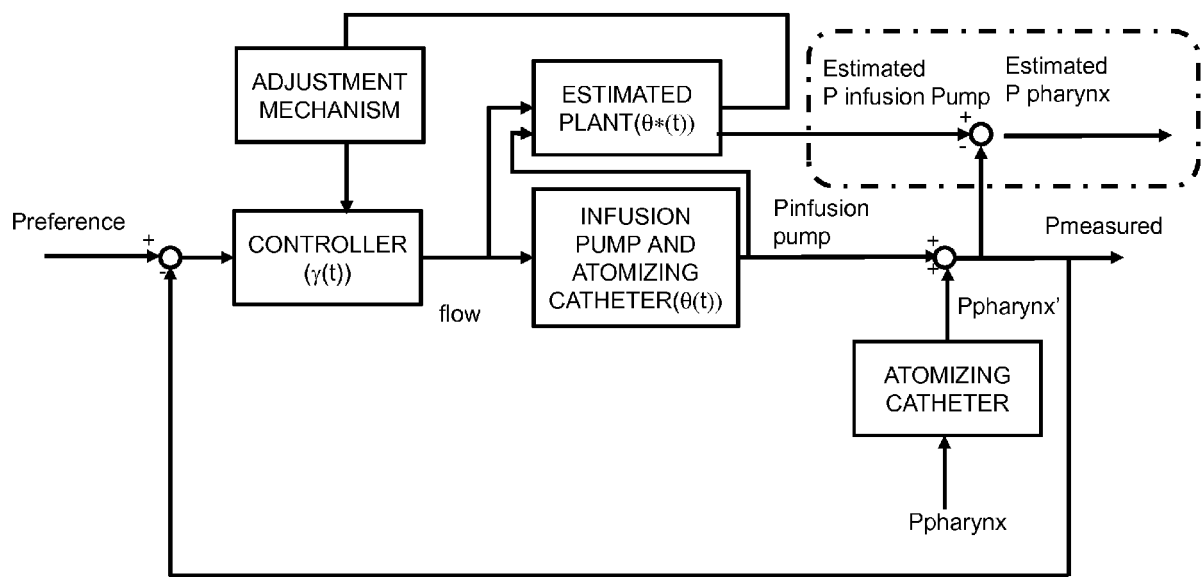 ADJUSTMENT
MECHANISM
ESTIMATED
PLANT(θ*(t))
Estimated
P infusion Pump
Estimated
P pharynx
+
-
Preference
+
-
CONTROLLER
(γ(t))
flow
INFUSION
PUMP AND
ATOMIZING
CATHETER(θ(t))
Pinfusion
pump
+
+
Pmeasured
Ppharynx'
ATOMIZING
CATHETER
Ppharynx